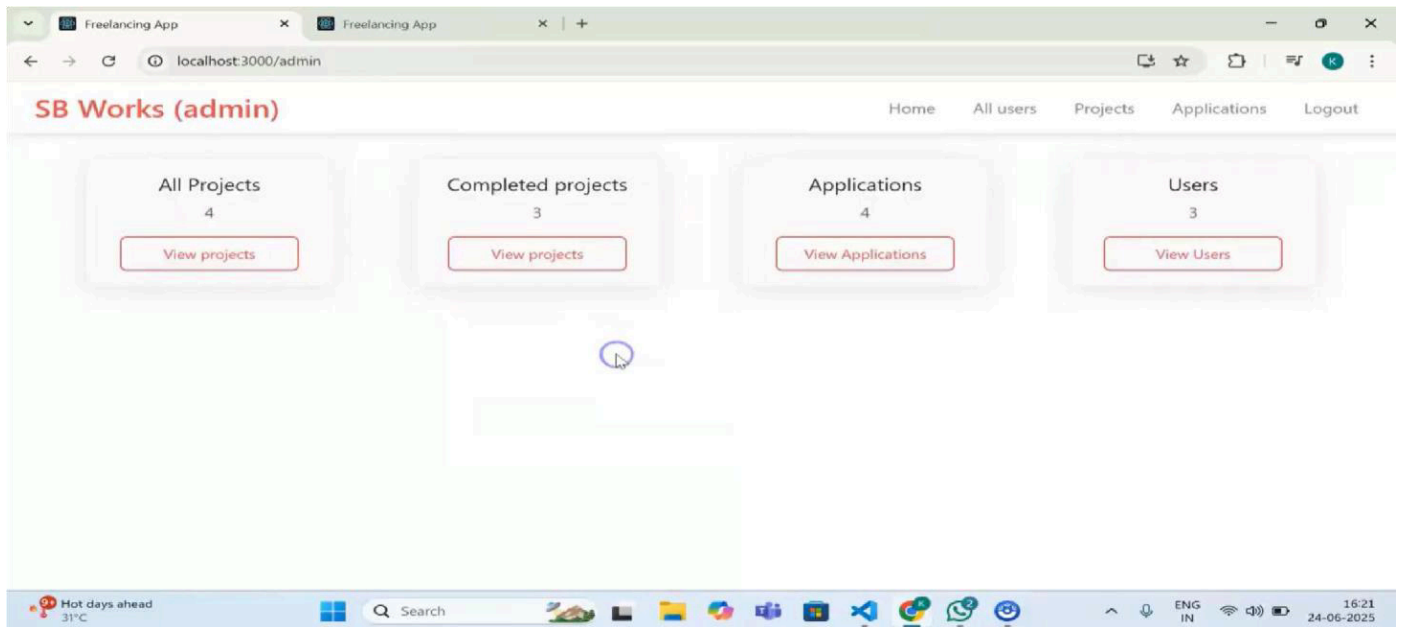 Freelancing App
Freelancing App
localhost:3000/admin
K
SB Works (admin)
Home All users Projects Applications Logout
All Projects
4
View projects
Completed projects
3
View projects
Applications
4
View Applications
Users
3
View Users
Hot days ahead
31°C
Search
ENG
IN
16:21
24-06-2025